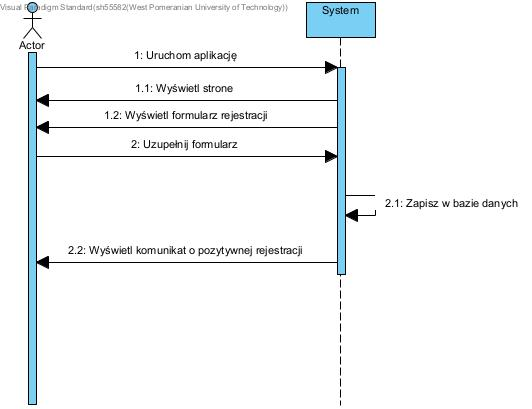 Visual Paradigm Standard(sh55582(West Pomeranian University of Technology))
System
Actor
1: Uruchom aplikację
1.1: Wyświetl strone
1.2: Wyświetl formularz rejestracji
2: Uzupełnij formularz
2.1: Zapisz w bazie danych
2.2: Wyświetl komunikat o pozytywnej rejestracji